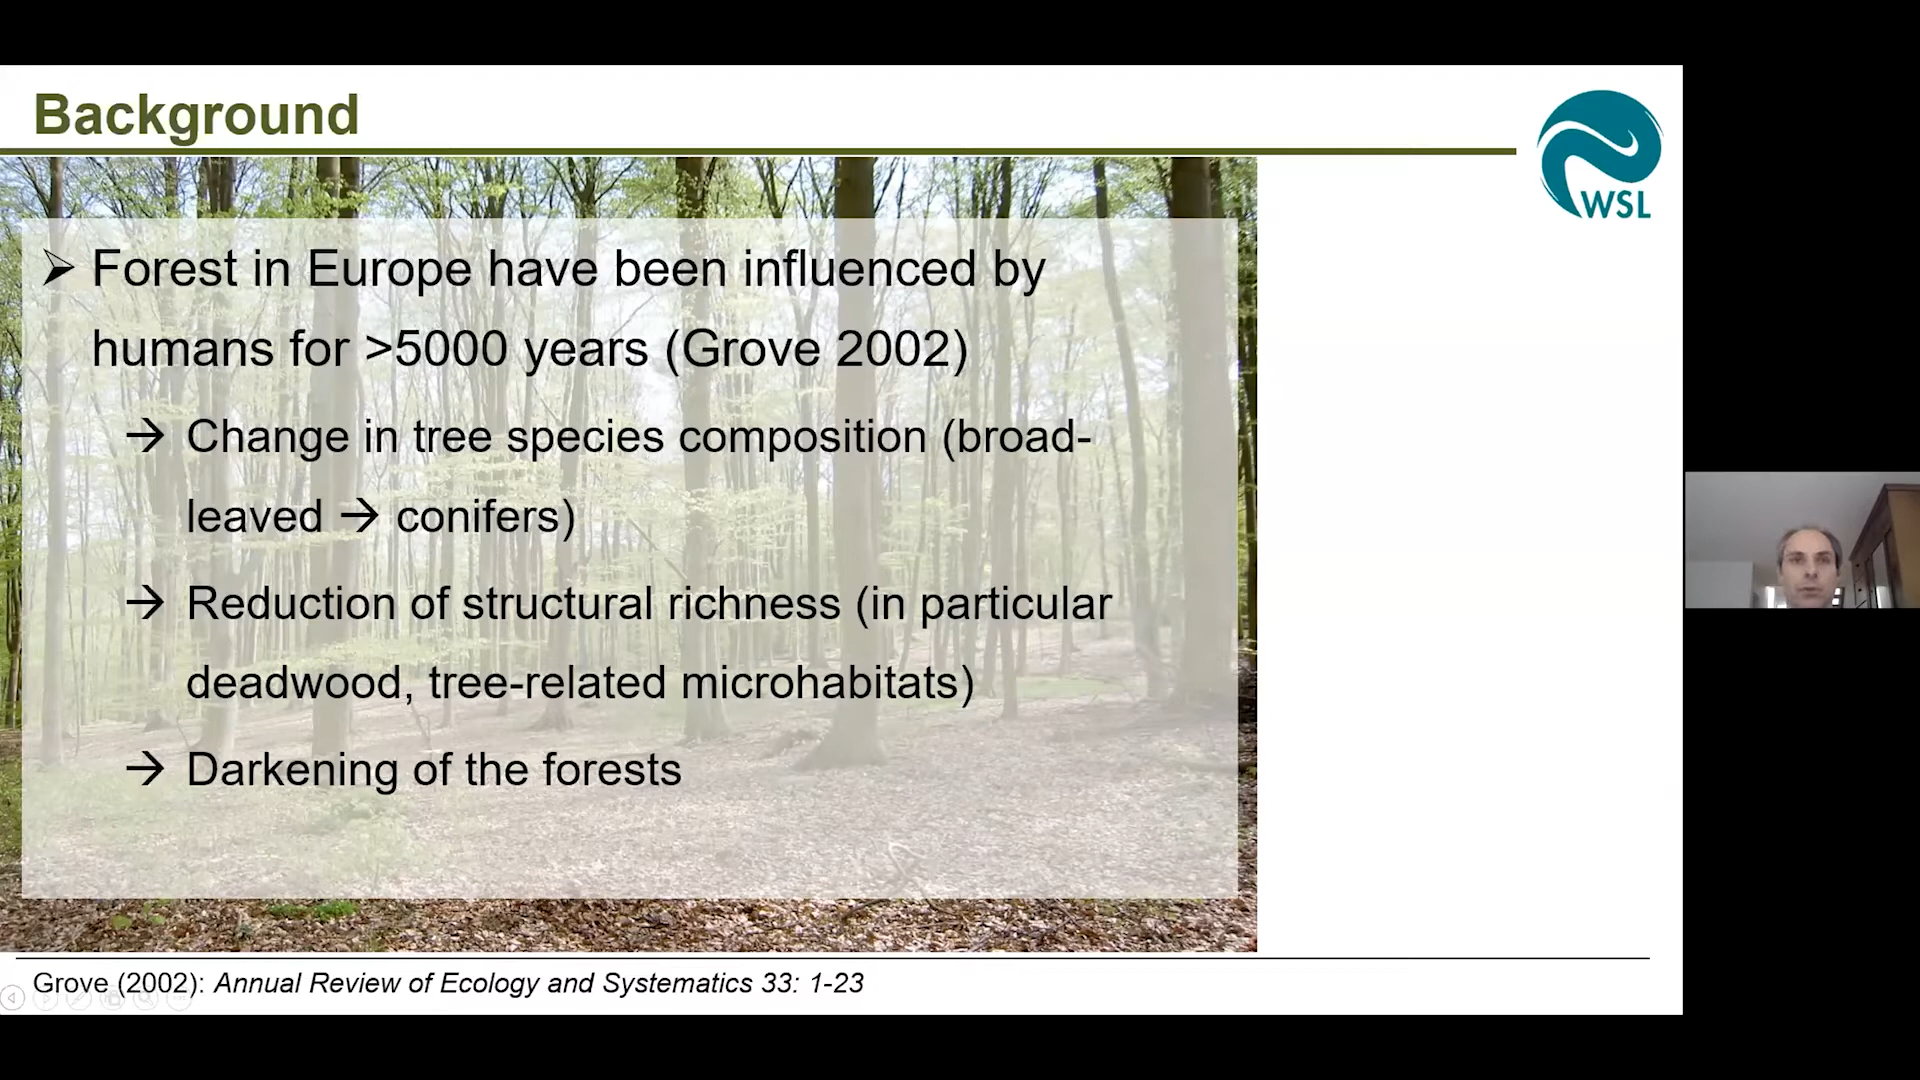 Background
WSL
➢ Forest in Europe have been influenced by
humans for >5000 years (Grove 2002)
→ Change in tree species composition (broad-
leaved → conifers)
→ Reduction of structural richness (in particular
deadwood, tree-related microhabitats)
→ Darkening of the forests
Grove (2002): Annual Review of Ecology and Systematics 33: 1-23